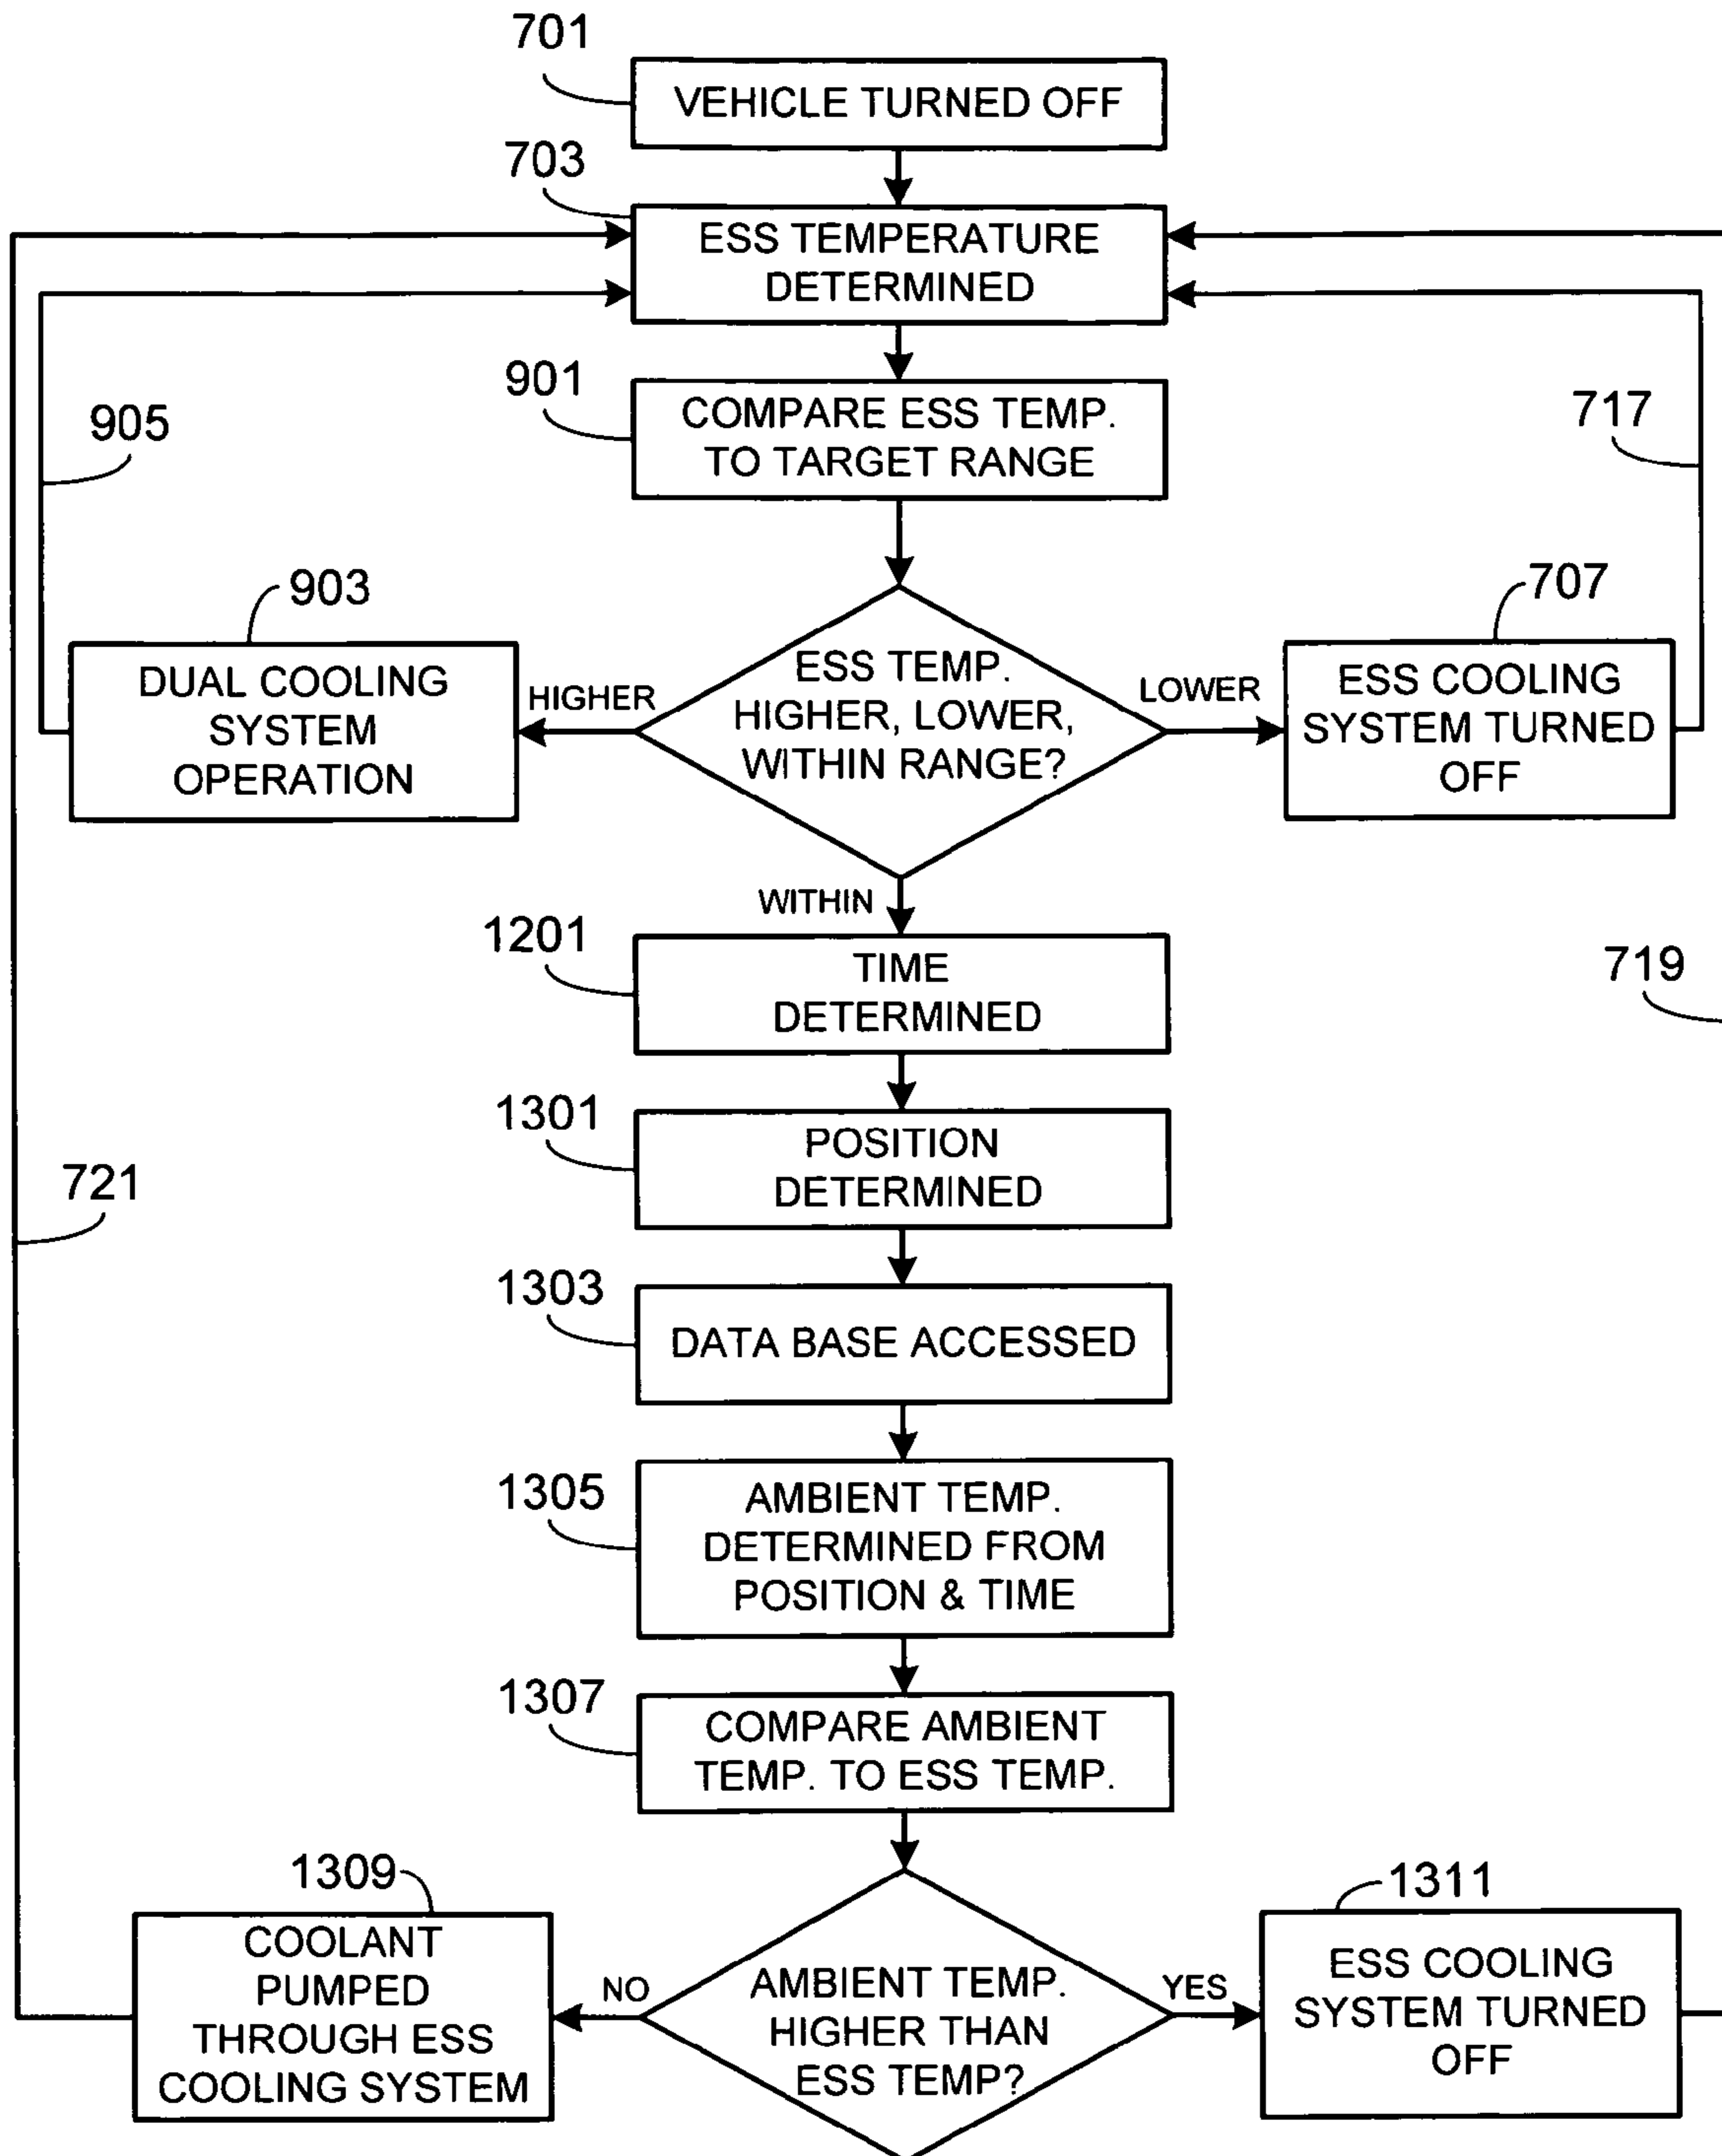 701
VEHICLE TURNED OFF
703
ESS TEMPERATURE
DETERMINED
901
COMPARE ESS TEMP.
TO TARGET RANGE
905
717
903
707
DUAL COOLING
SYSTEM
OPERATION
HIGHER
ESS TEMP.
HIGHER, LOWER,
WITHIN RANGE?
LOWER
ESS COOLING
SYSTEM TURNED
OFF
WITHIN
1201
TIME
DETERMINED
719
1301
POSITION
DETERMINED
721
1303
DATA BASE ACCESSED
1305
AMBIENT TEMP.
DETERMINED FROM
POSITION & TIME
1307
COMPARE AMBIENT
TEMP. TO ESS TEMP.
1309
1311
COOLANT
PUMPED
THROUGH ESS
COOLING SYSTEM
NO
AMBIENT TEMP.
HIGHER THAN
ESS TEMP?
YES
ESS COOLING
SYSTEM TURNED
OFF